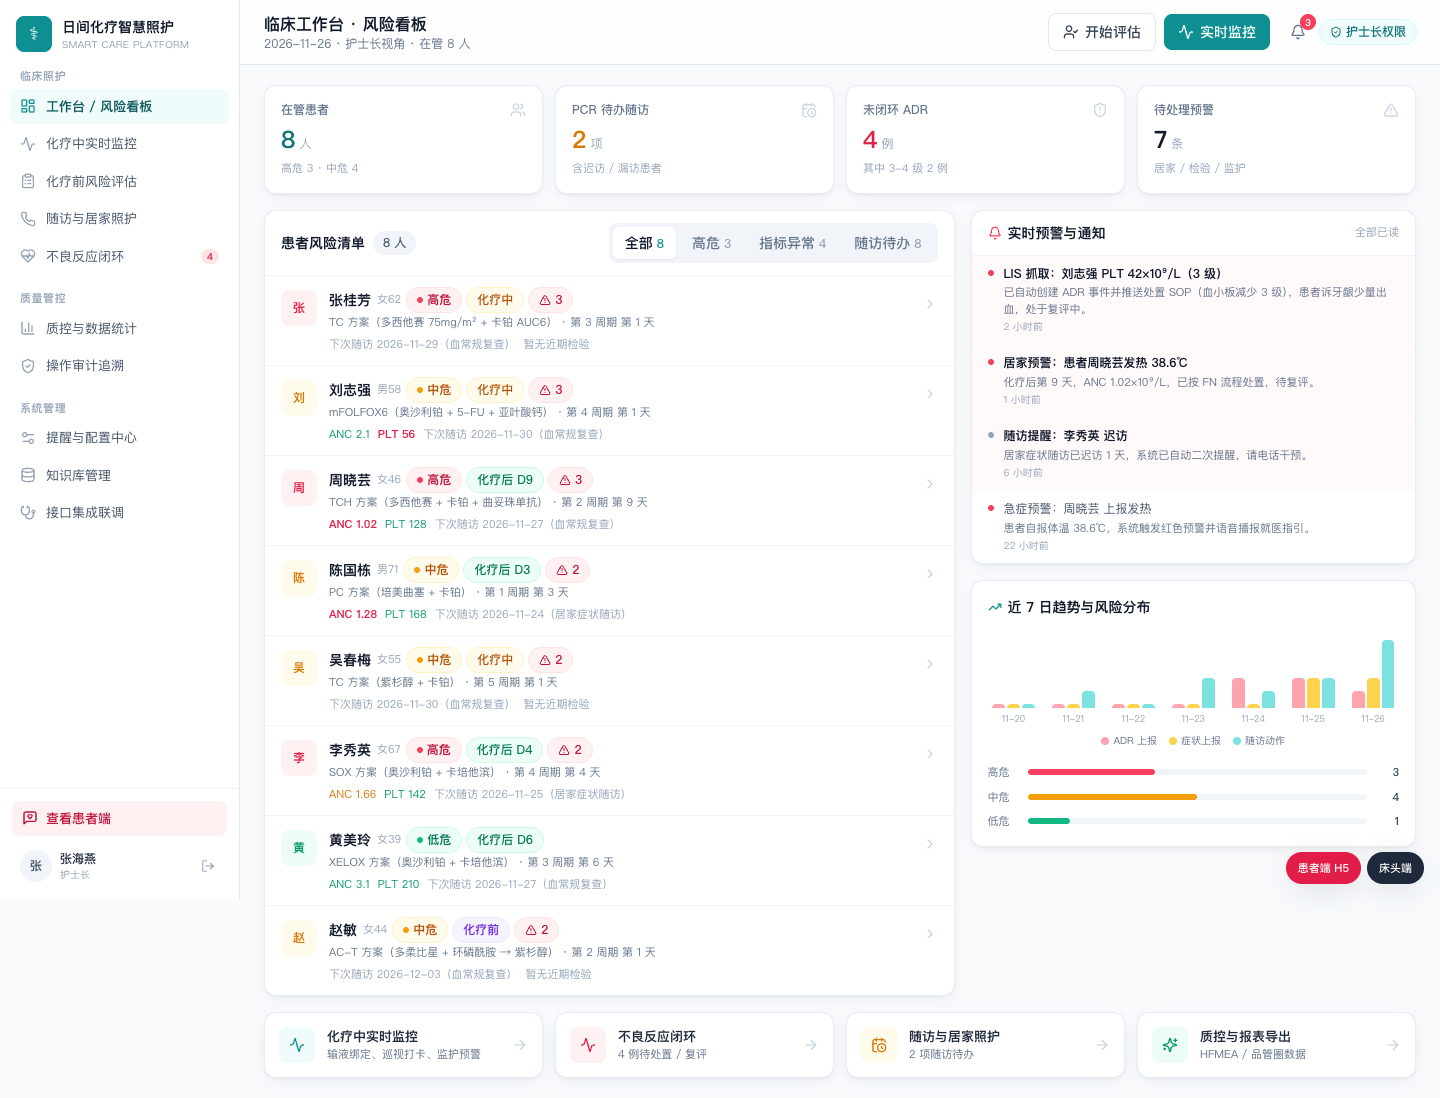 日间化疗智慧照护
SMART CARE PLATFORM
临床照护
工作台 / 风险看板
化疗中实时监控
化疗前风险评估
随访与居家照护
不良反应闭环 4
质量管控
质控与数据统计
操作审计追溯
系统管理
提醒与配置中心
知识库管理
接口集成联调
查看患者端
张 张海燕
护士长
临床工作台 · 风险看板
2026-11-26 · 护士长视角 · 在管 8 人
开始评估
实时监控
3
护士长权限
在管患者
8 人
高危 3 · 中危 4
PCR 待办随访
2 项
含迟访 / 漏访患者
未闭环 ADR
4 例
其中 3-4 级 2 例
待处理预警
7 条
居家 / 检验 / 监护
患者风险清单 8 人
全部 8 高危 3 指标异常 4 随访待办 8
张 张桂芳 女62 高危 化疗中 3
TC 方案（多西他赛 75mg/m² + 卡铂 AUC6） · 第 3 周期 第 1 天
下次随访 2026-11-29（血常规复查） 暂无近期检验
刘 刘志强 男58 中危 化疗中 3
mFOLFOX6（奥沙利铂 + 5-FU + 亚叶酸钙） · 第 4 周期 第 1 天
ANC 2.1 PLT 56 下次随访 2026-11-30（血常规复查）
周 周晓芸 女46 高危 化疗后 D9 3
TCH 方案（多西他赛 + 卡铂 + 曲妥珠单抗） · 第 2 周期 第 9 天
ANC 1.02 PLT 128 下次随访 2026-11-27（血常规复查）
陈 陈国栋 男71 中危 化疗后 D3 2
PC 方案（培美曲塞 + 卡铂） · 第 1 周期 第 3 天
ANC 1.28 PLT 168 下次随访 2026-11-24（居家症状随访）
吴 吴春梅 女55 中危 化疗中 2
TC 方案（紫杉醇 + 卡铂） · 第 5 周期 第 1 天
下次随访 2026-11-30（血常规复查） 暂无近期检验
李 李秀英 女67 高危 化疗后 D4 2
SOX 方案（奥沙利铂 + 卡培他滨） · 第 4 周期 第 4 天
ANC 1.66 PLT 142 下次随访 2026-11-25（居家症状随访）
黄 黄美玲 女39 低危 化疗后 D6
XELOX 方案（奥沙利铂 + 卡培他滨） · 第 3 周期 第 6 天
ANC 3.1 PLT 210 下次随访 2026-11-27（血常规复查）
赵 赵敏 女44 中危 化疗前 2
AC-T 方案（多柔比星 + 环磷酰胺 → 紫杉醇） · 第 2 周期 第 1 天
下次随访 2026-12-03（血常规复查） 暂无近期检验
实时预警与通知 全部已读
LIS 抓取：刘志强 PLT 42×10⁹/L（3 级）
已自动创建 ADR 事件并推送处置 SOP（血小板减少 3 级），患者诉牙龈少量出
血，处于复评中。
2 小时前
居家预警：患者周晓芸发热 38.6℃
化疗后第 9 天，ANC 1.02×10⁹/L，已按 FN 流程处置，待复评。
1 小时前
随访提醒：李秀英 迟访
居家症状随访已迟访 1 天，系统已自动二次提醒，请电话干预。
6 小时前
急症预警：周晓芸 上报发热
患者自报体温 38.6℃，系统触发红色预警并语音播报就医指引。
22 小时前
近 7 日趋势与风险分布
11-20 11-21 11-22 11-23 11-24 11-25 11-26
ADR 上报 症状上报 随访动作
高危 3
中危 4
低危 1
患者端 H5 床头端
化疗中实时监控
输液绑定、巡视打卡、监护预警
不良反应闭环
4 例待处置 / 复评
随访与居家照护
2 项随访待办
质控与报表导出
HFMEA / 品管圈数据